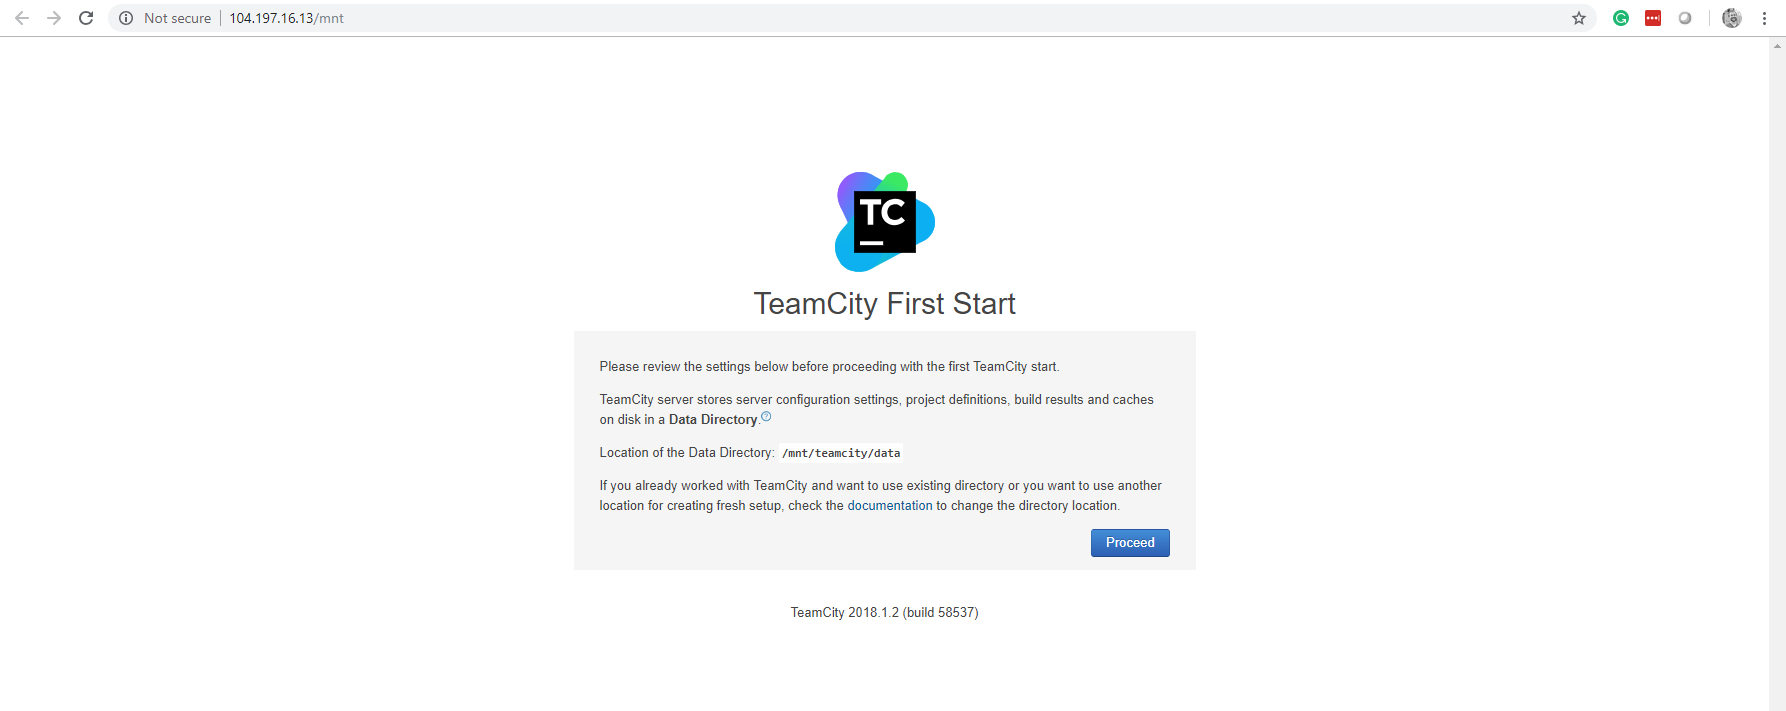 Not secure | 104.197.16.13/mnt
TC
TeamCity First Start
Please review the settings below before proceeding with the first TeamCity start.
TeamCity server stores server configuration settings, project definitions, build results and caches
on disk in a Data Directory.?
Location of the Data Directory: /mnt/teamcity/data
If you already worked with TeamCity and want to use existing directory or you want to use another
location for creating fresh setup, check the documentation to change the directory location.
Proceed
TeamCity 2018.1.2 (build 58537)